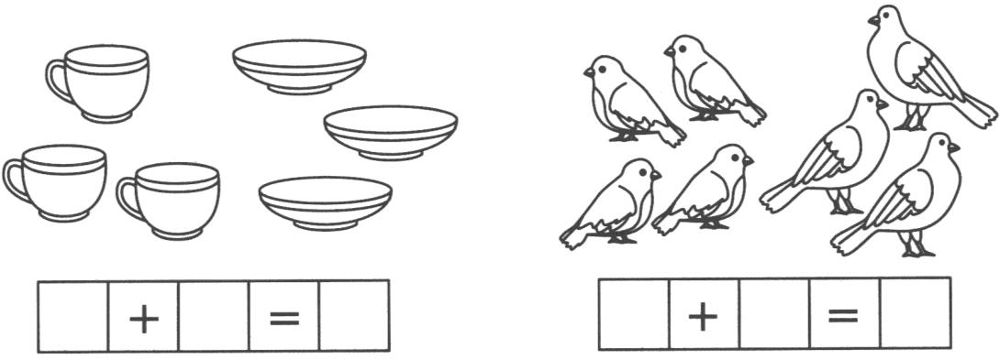 + =
+ =